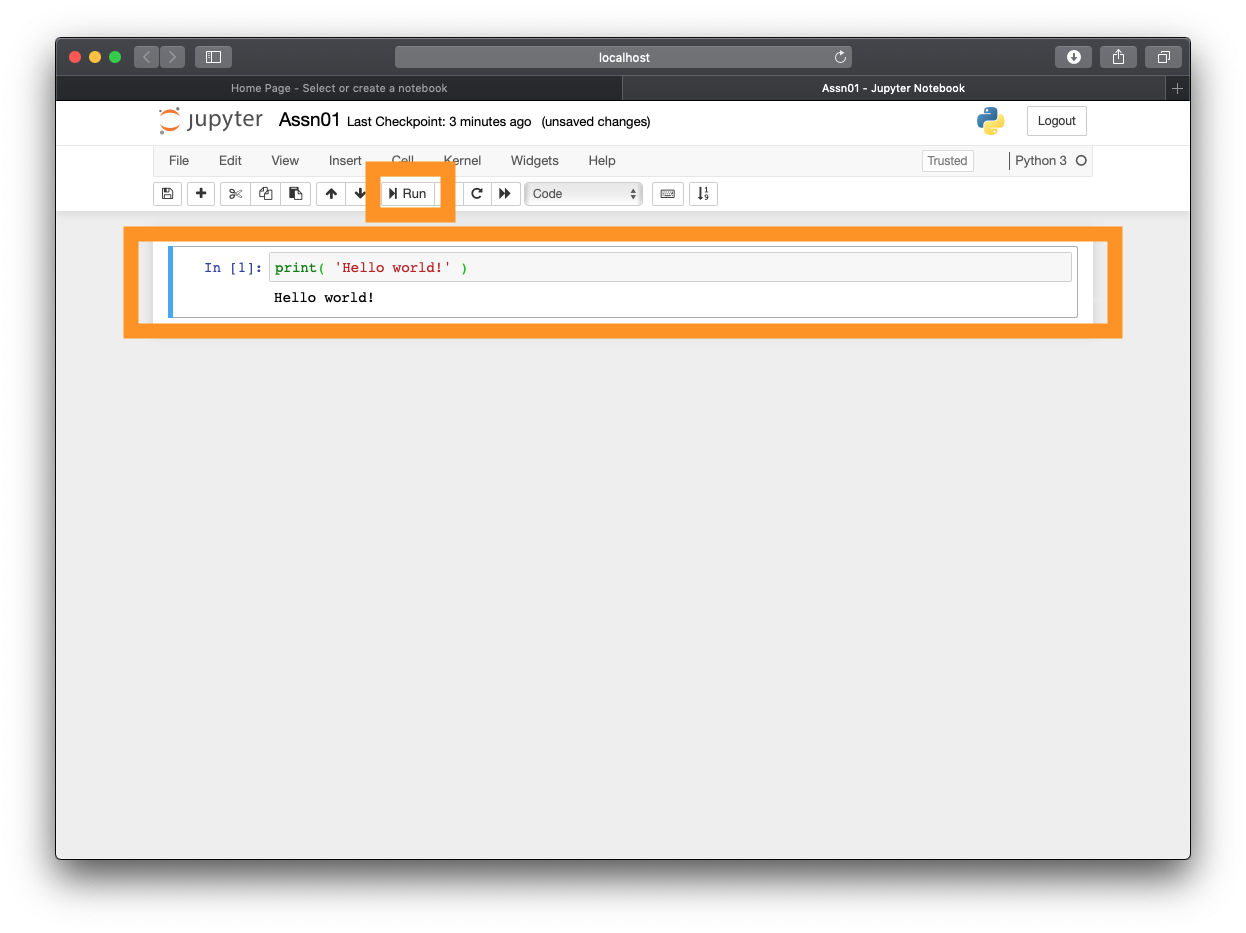 localhost
Home Page - Select or create a notebook
Assn01 - Jupyter Notebook
jupyter Assn01 Last Checkpoint: 3 minutes ago (unsaved changes)
Logout
File Edit View Insert Cell Kernel Widgets Help
Trusted
Python 3
Run
Code
In [1]: print( 'Hello world!' )
Hello world!